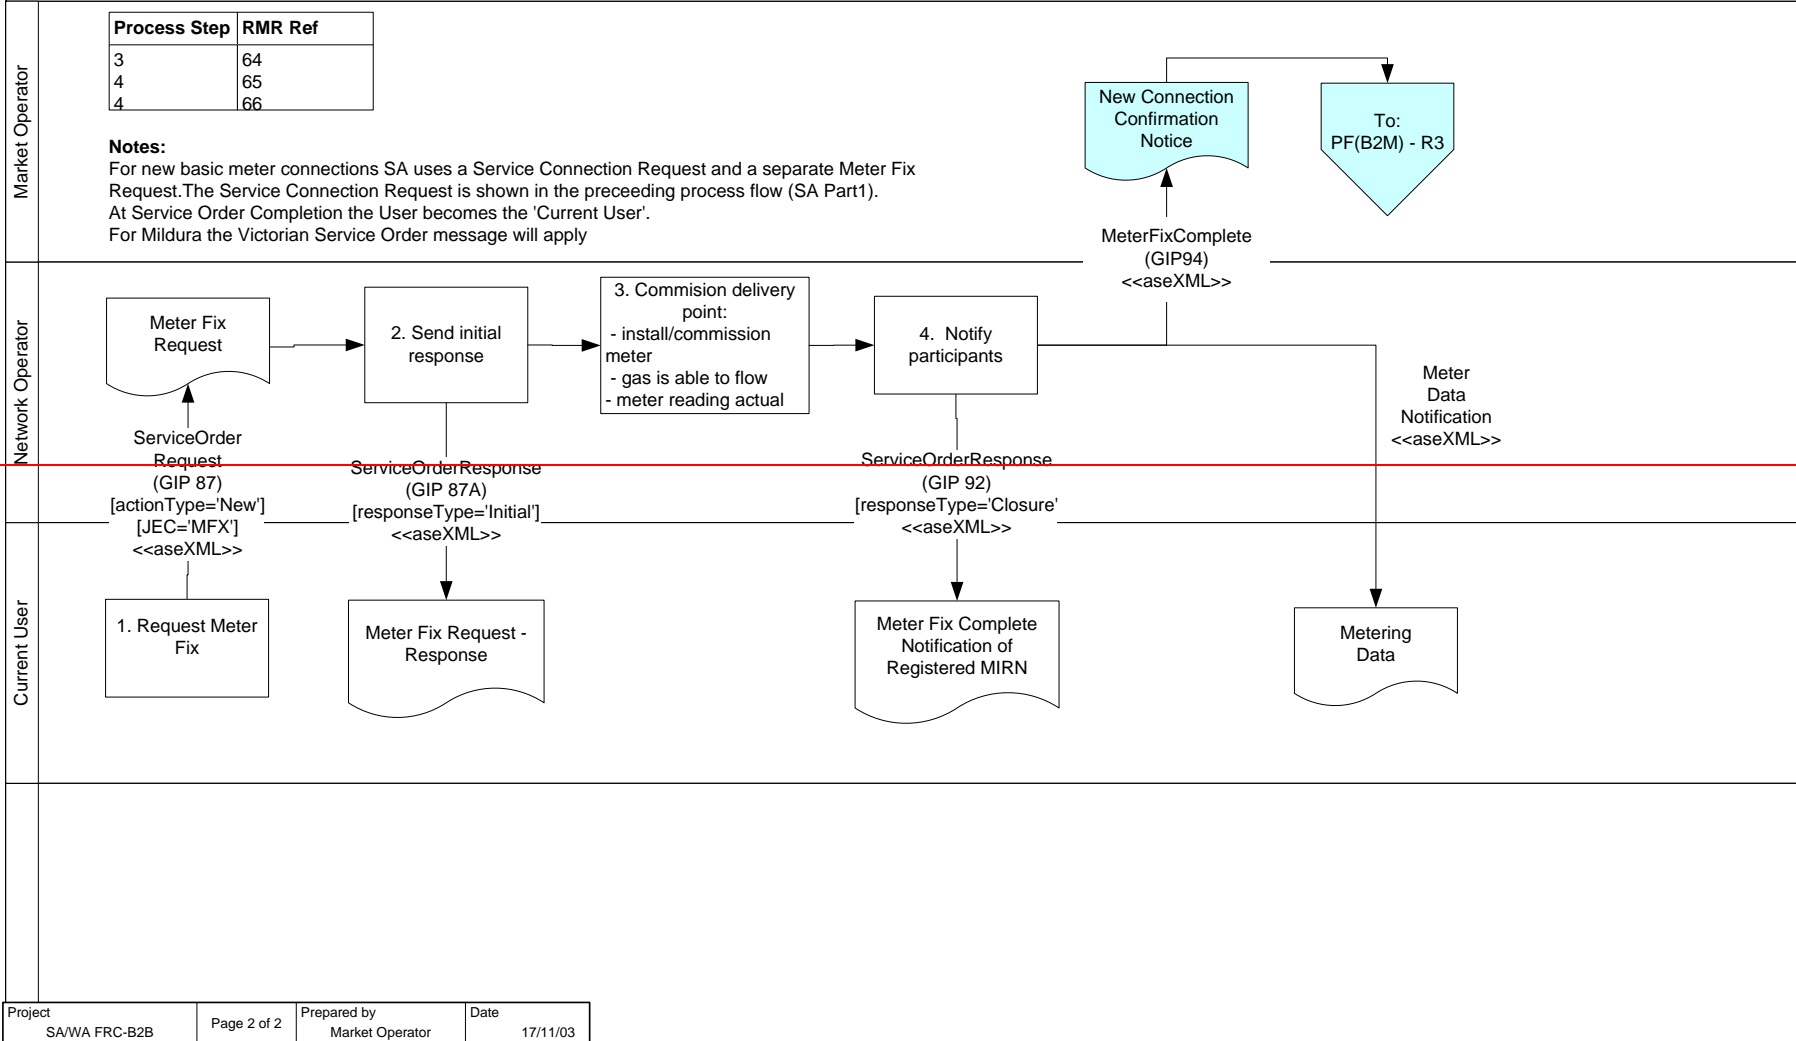 Market Operator
Process Step RMR Ref
3 64
4 65
4 66
Notes:
For new basic meter connections SA uses a Service Connection Request and a separate Meter Fix
Request.The Service Connection Request is shown in the preceeding process flow (SA Part1).
At Service Order Completion the User becomes the 'Current User'.
For Mildura the Victorian Service Order message will apply
New Connection
Confirmation
Notice
To:
PF(B2M) - R3
MeterFixComplete
(GIP94)
<<aseXML>>
Network Operator
Meter Fix
Request
2. Send initial
response
3. Commision delivery
point:
- install/commission
meter
- gas is able to flow
- meter reading actual
4. Notify
participants
Meter
Data
Notification
<<aseXML>>
ServiceOrder
Request
(GIP 87)
[actionType='New']
[JEC='MFX']
<<aseXML>>
ServiceOrderResponse
(GIP 87A)
[responseType='Initial']
<<aseXML>>
ServiceOrderResponse
(GIP 92)
[responseType='Closure'
<<aseXML>>
Current User
1. Request Meter
Fix
Meter Fix Request -
Response
Meter Fix Complete
Notification of
Registered MIRN
Metering
Data
Project
SA/WA FRC-B2B
Page 2 of 2
Prepared by
Market Operator
Date
17/11/03